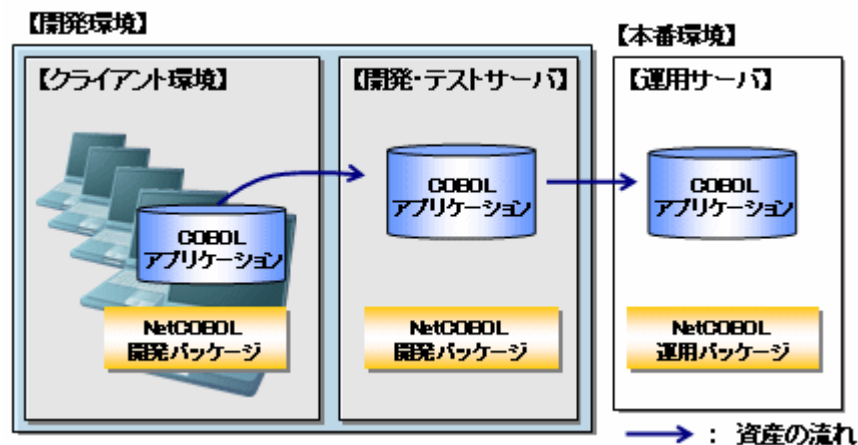 【開発環境】
【クライアント環境】
COBOL
アプリケーション
NetCOBOL
開発パッケージ
【開発・テストサーバ】
COBOL
アプリケーション
NetCOBOL
開発パッケージ
【本番環境】
【運用サーバ】
COBOL
アプリケーション
NetCOBOL
運用パッケージ
： 資産の流れ